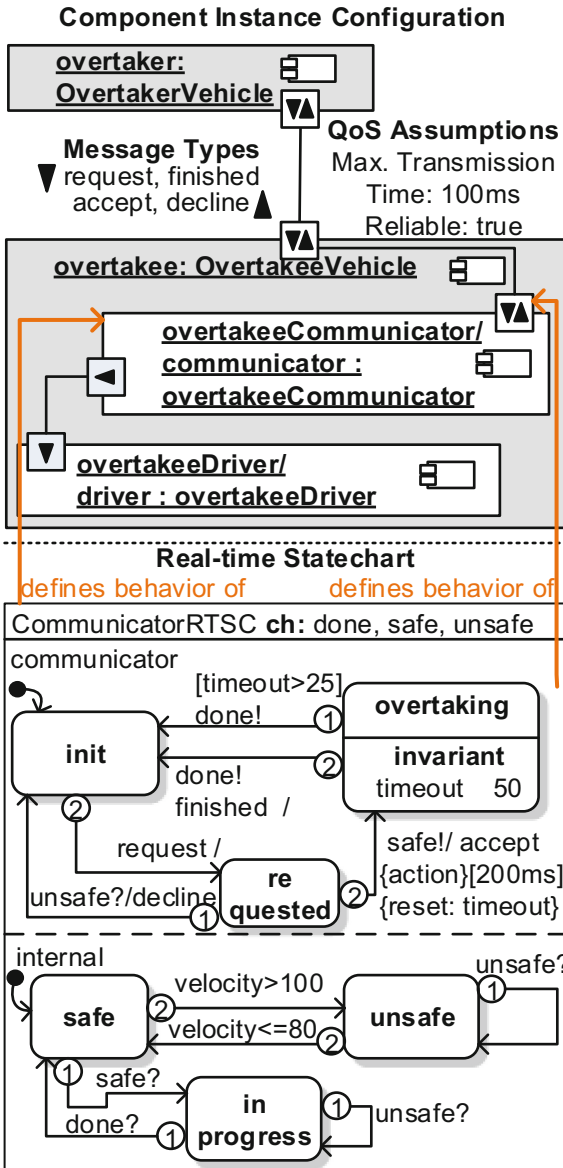 Component Instance Configuration
overtaker:
OvertakerVehicle
Message Types
request, finished
accept, decline
QoS Assumptions
Max. Transmission
Time: 100ms
Reliable: true
overtakee: OvertakeeVehicle
overtakeeCommunicator/
communicator :
overtakeeCommunicator
overtakeeDriver/
driver : overtakeeDriver
Real-time Statechart
defines behavior of
defines behavior of
CommunicatorRTSC ch: done, safe, unsafe
communicator
[timeout>25]
done!
1
overtaking
init
2
invariant
timeout 50
done!
finished /
2
request /
safe!/ accept
{action}[200ms]
{reset: timeout}
re
quested
2
unsafe?/decline
1
internal
velocity>100
unsafe?
1
safe
2
unsafe
velocity<=80
2
1
safe?
in
progress
1
unsafe?
done?
1